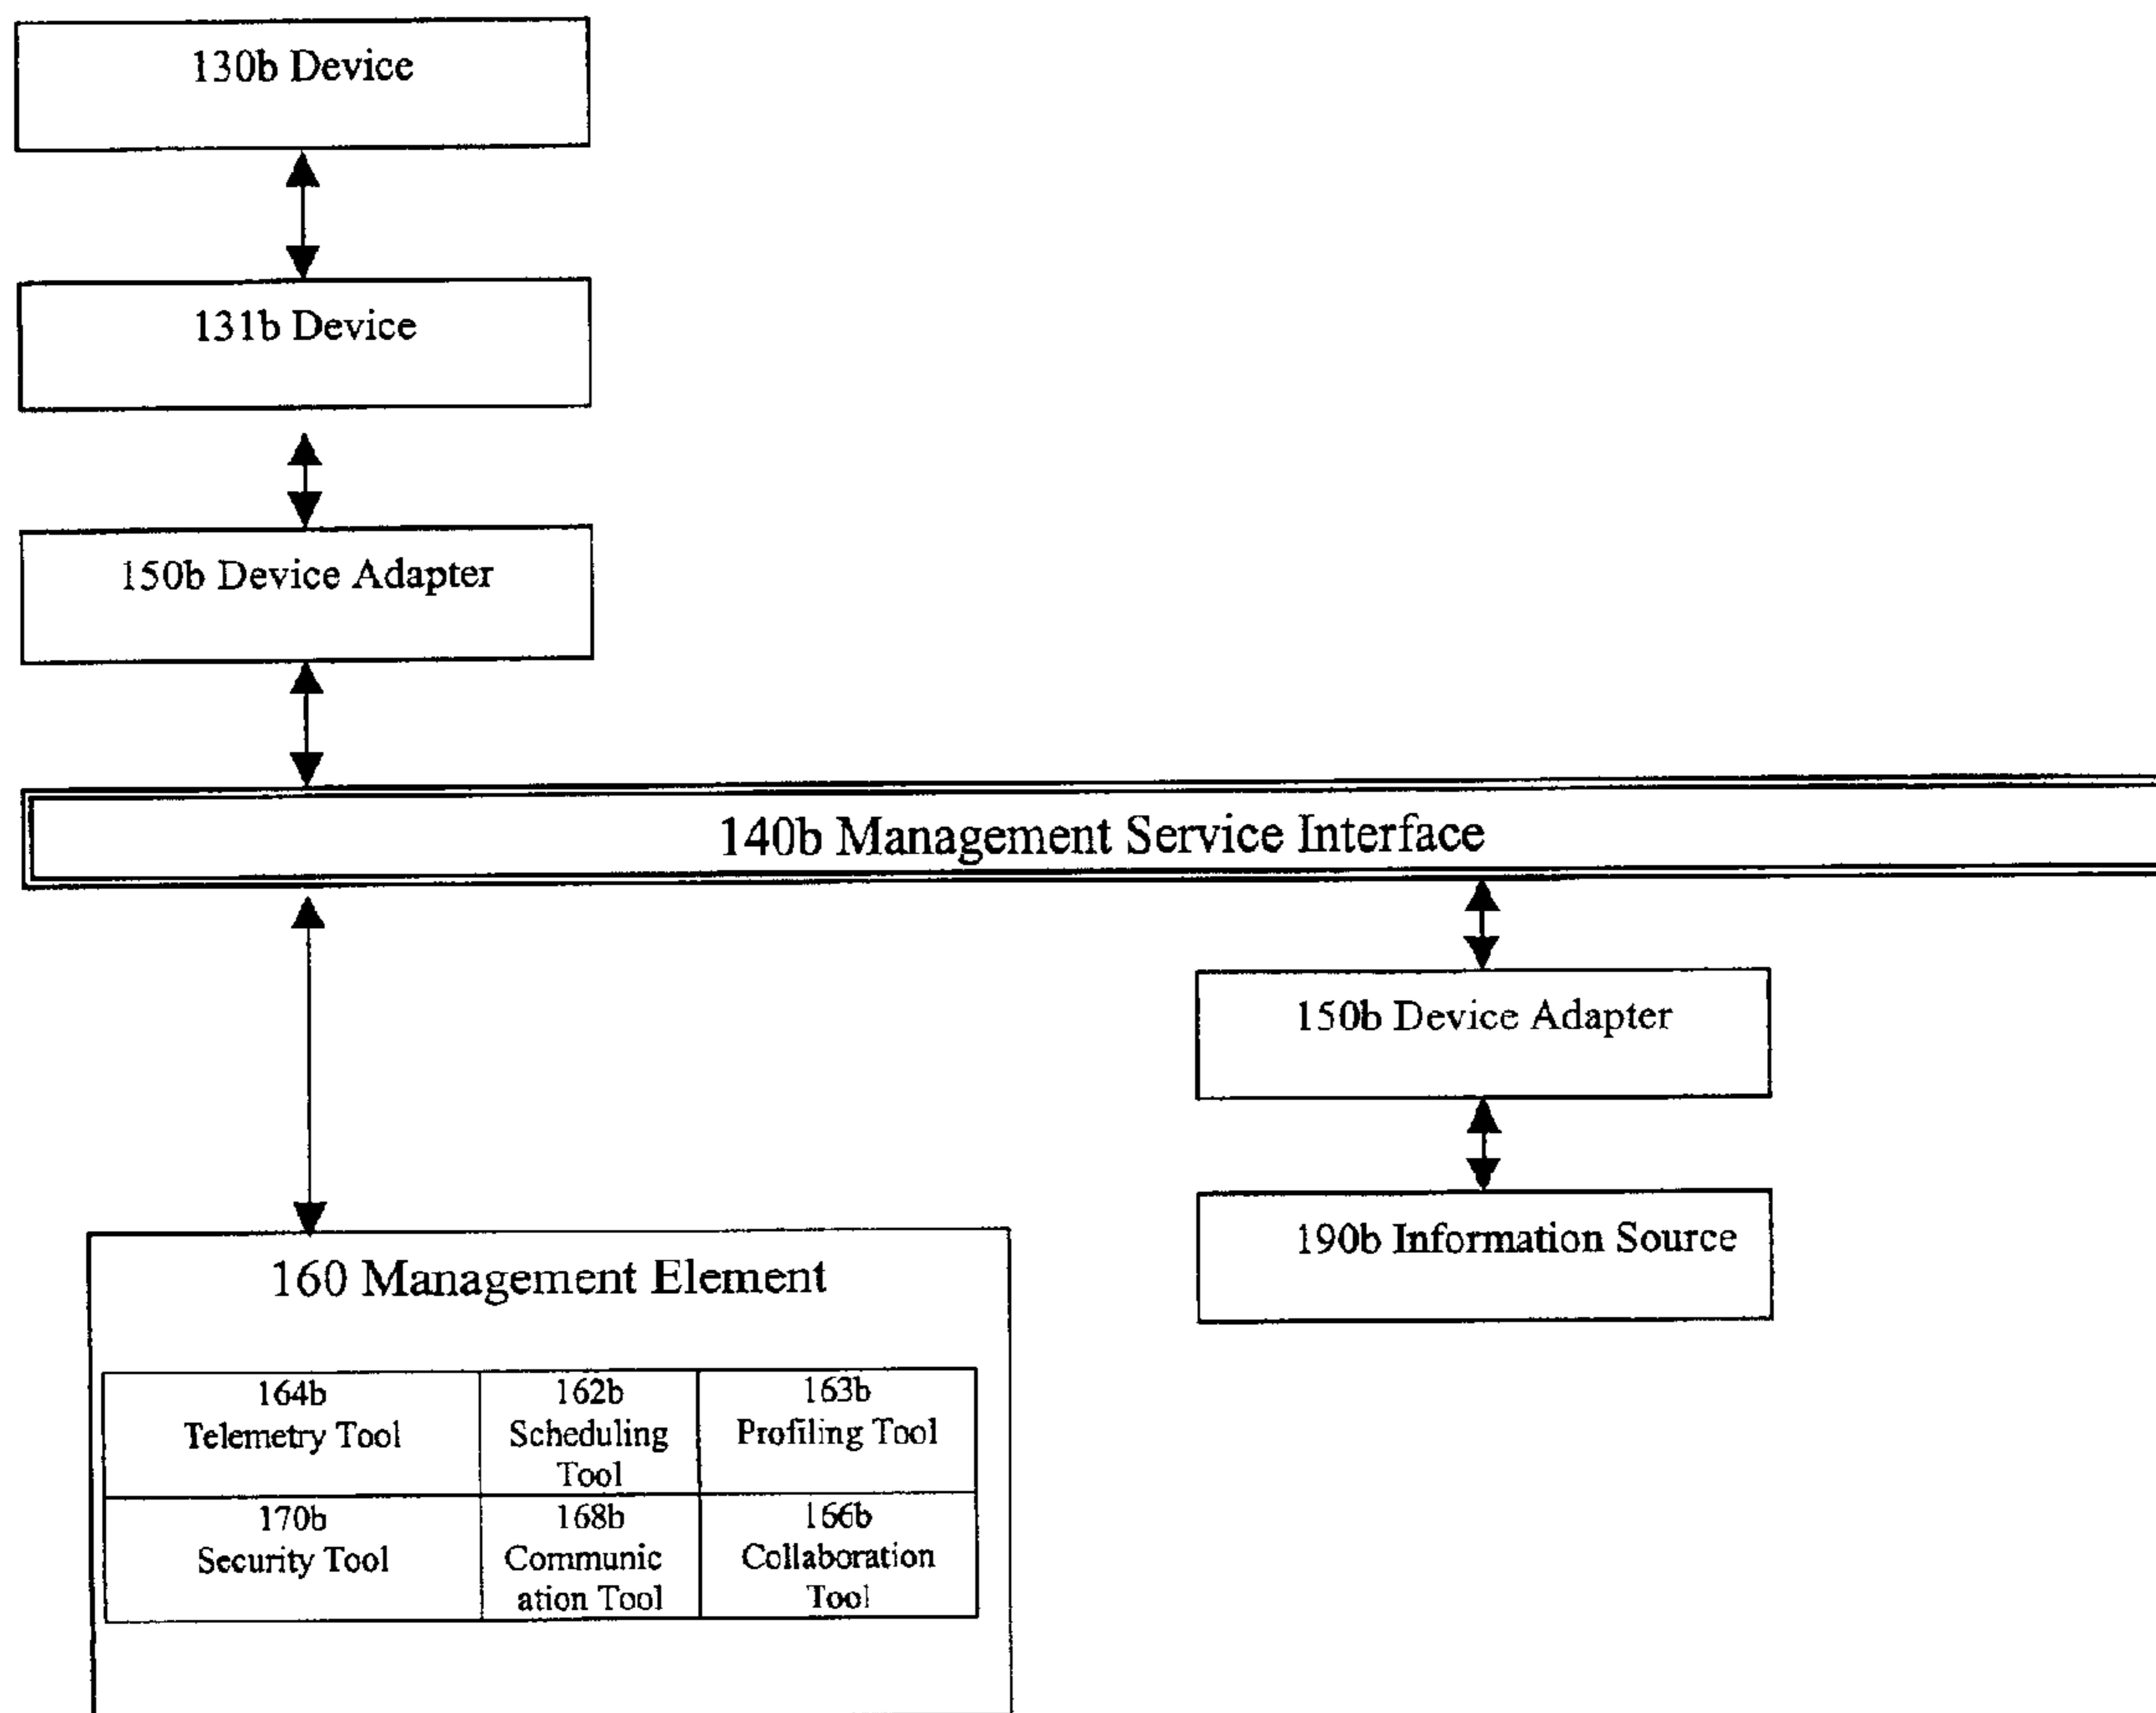 130b Device
131b Device
150b Device Adapter
140b Management Service Interface
150b Device Adapter
190b Information Source
160 Management Element
164b
Telemetry Tool
162b
Scheduling
Tool
163b
Profiling Tool
170b
Security Tool
168b
Communic
ation Tool
166b
Collaboration
Tool